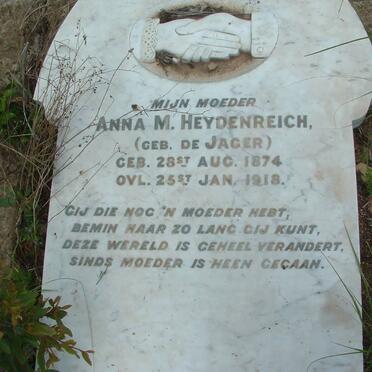 MIJN MOEDER
ANNA M. HEYDENREICH,
(GEB. DE JAGER)
GEB. 28ST AUG. 1874
OVL. 25ST JAN. 1918.
GIJ DIE NOG 'N MOEDER HEBT,
BEMIN HAAR ZO LANG GIJ KUNT,
DEZE WERELD IS GEHEEL VERANDERT,
SINDS MOEDER IS HEEN GEGAAN.